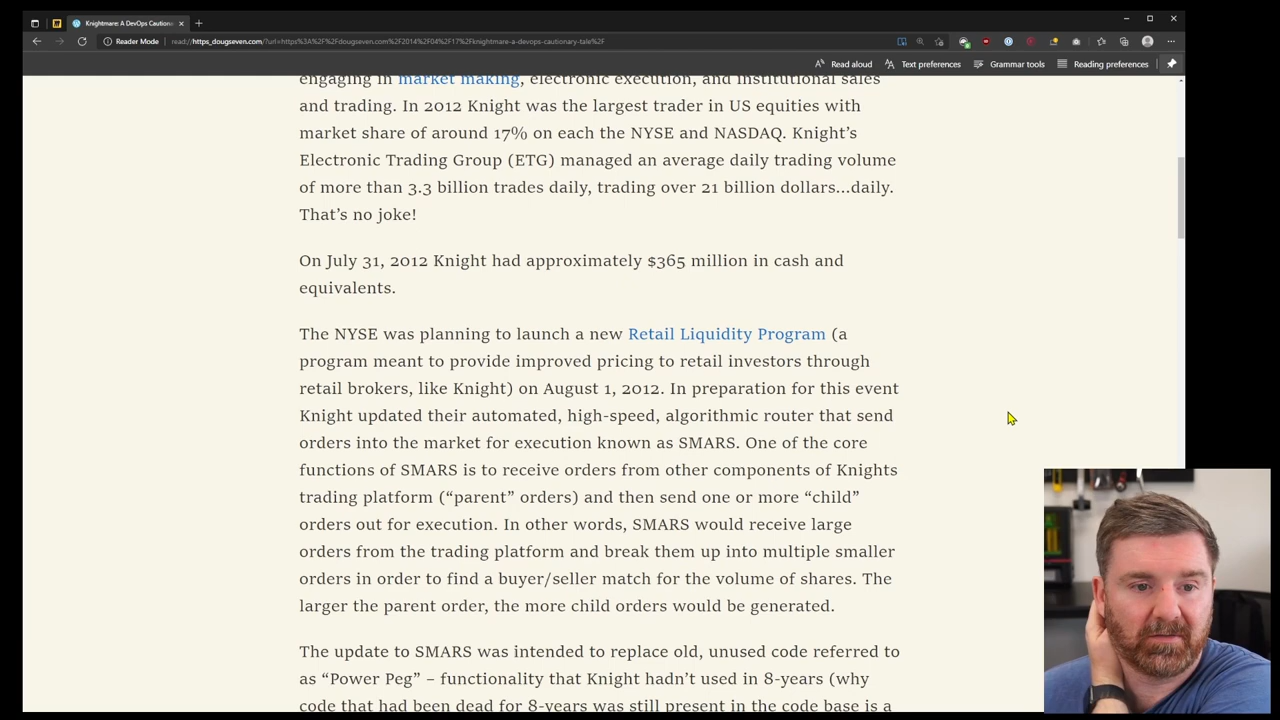 Knightmare: A DevOps Caution
Reader Mode
read://https_dougseven.com/?url=https%3A%2F%2Fdougseven.com%2F2014%2F04%2F17%2Fknightmare-a-devops-cautionary-tale%2F
Read aloud
Text preferences
Grammar tools
Reading preferences
engaging in market making, electronic execution, and institutional sales
and trading. In 2012 Knight was the largest trader in US equities with
market share of around 17% on each the NYSE and NASDAQ. Knight’s
Electronic Trading Group (ETG) managed an average daily trading volume
of more than 3.3 billion trades daily, trading over 21 billion dollars…daily.
That’s no joke!
On July 31, 2012 Knight had approximately $365 million in cash and
equivalents.
The NYSE was planning to launch a new Retail Liquidity Program (a
program meant to provide improved pricing to retail investors through
retail brokers, like Knight) on August 1, 2012. In preparation for this event
Knight updated their automated, high-speed, algorithmic router that send
orders into the market for execution known as SMARS. One of the core
functions of SMARS is to receive orders from other components of Knights
trading platform (“parent” orders) and then send one or more “child”
orders out for execution. In other words, SMARS would receive large
orders from the trading platform and break them up into multiple smaller
orders in order to find a buyer/seller match for the volume of shares. The
larger the parent order, the more child orders would be generated.
The update to SMARS was intended to replace old, unused code referred to
as “Power Peg” – functionality that Knight hadn’t used in 8-years (why
code that had been dead for 8-years was still present in the code base is a